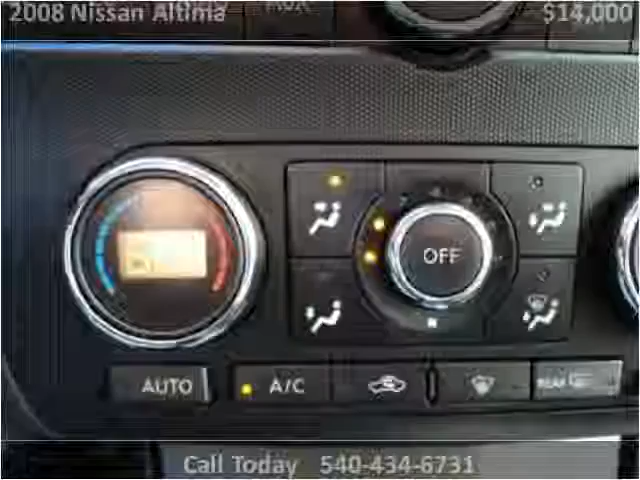 2008 Nissan Altima
$14,000
OFF
AUTO
A/C
REAR
Call Today 540-434-6731